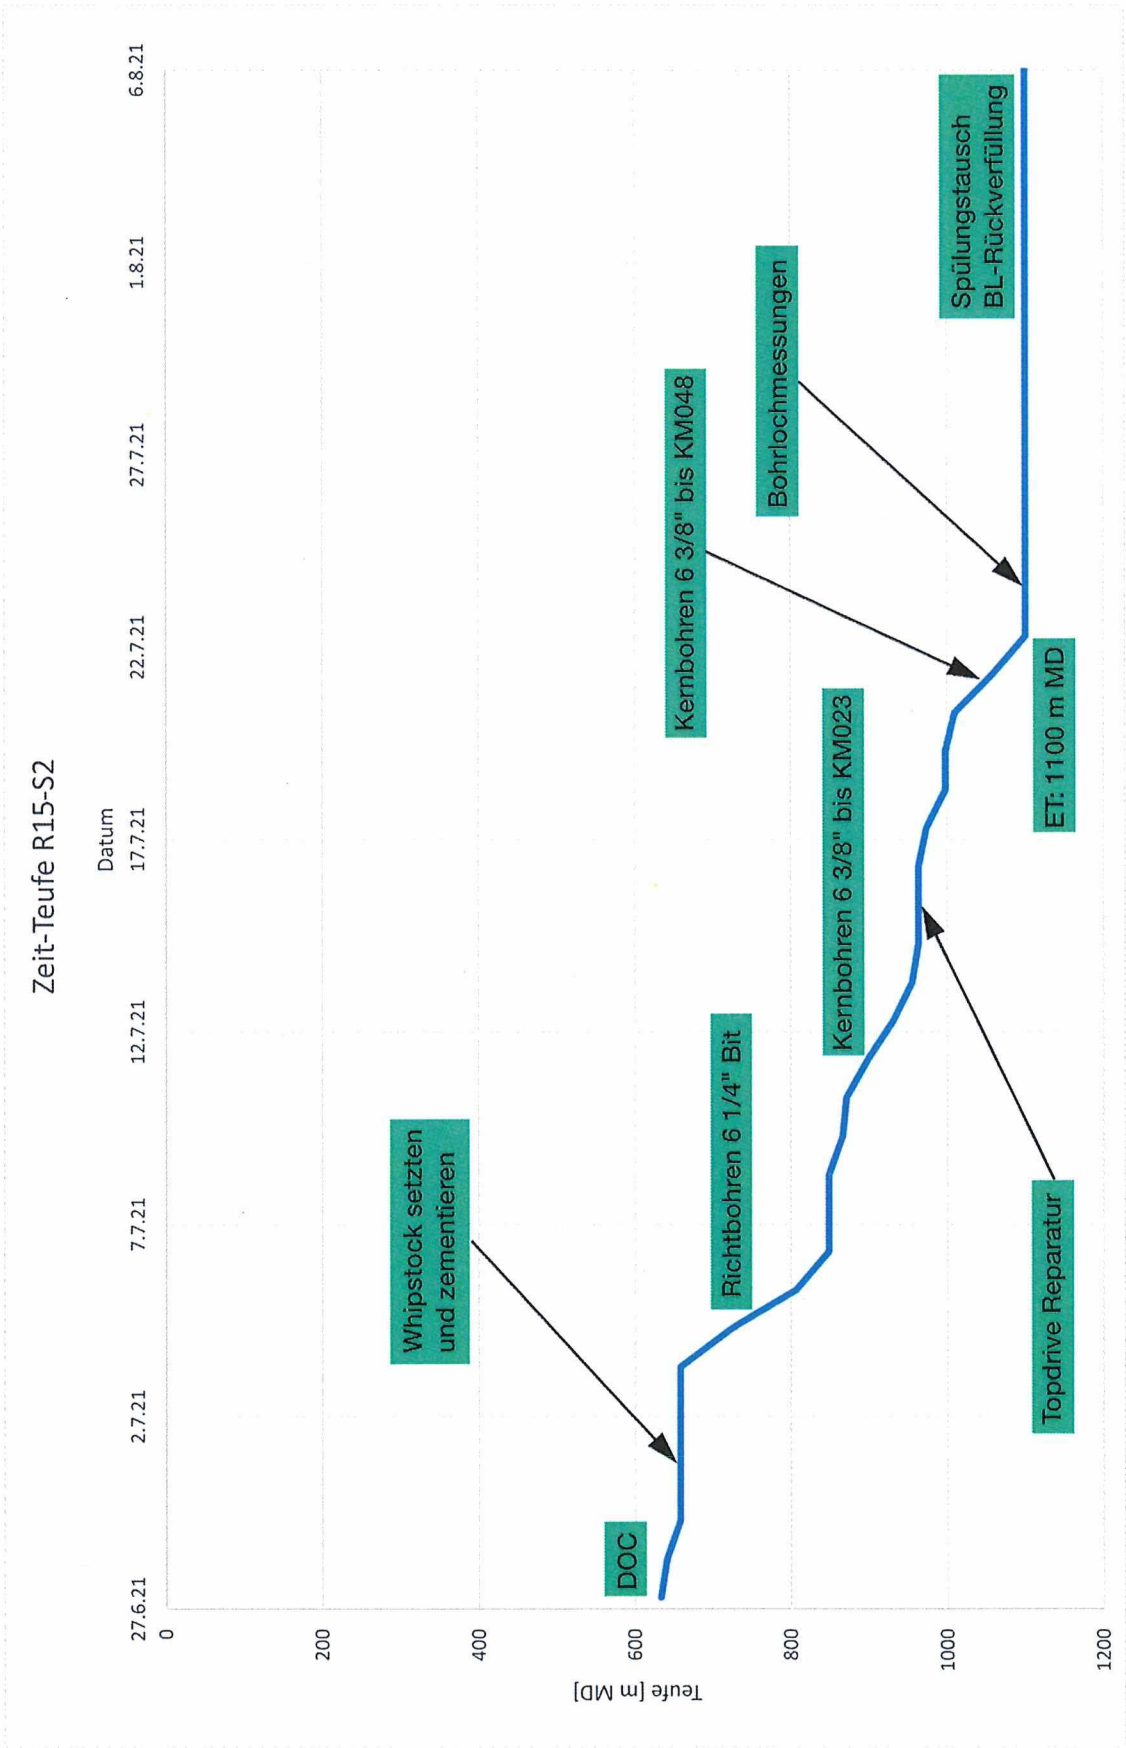 Zeit-Teufe R15-S2
Datum
27.6.21
2.7.21
7.7.21
12.7.21
17.7.21
22.7.21
27.7.21
1.8.21
6.8.21
Teufe [m MD]
0
200
400
600
800
1000
1200
DOC
Whipstock setzten
und zementieren
Richtbohren 6 1/4" Bit
Topdrive Reparatur
Kernbohren 6 3/8" bis KM023
Kernbohren 6 3/8" bis KM048
ET: 1100 m MD
Bohrlochmessungen
Spülungstausch
BL-Rückverfüllung